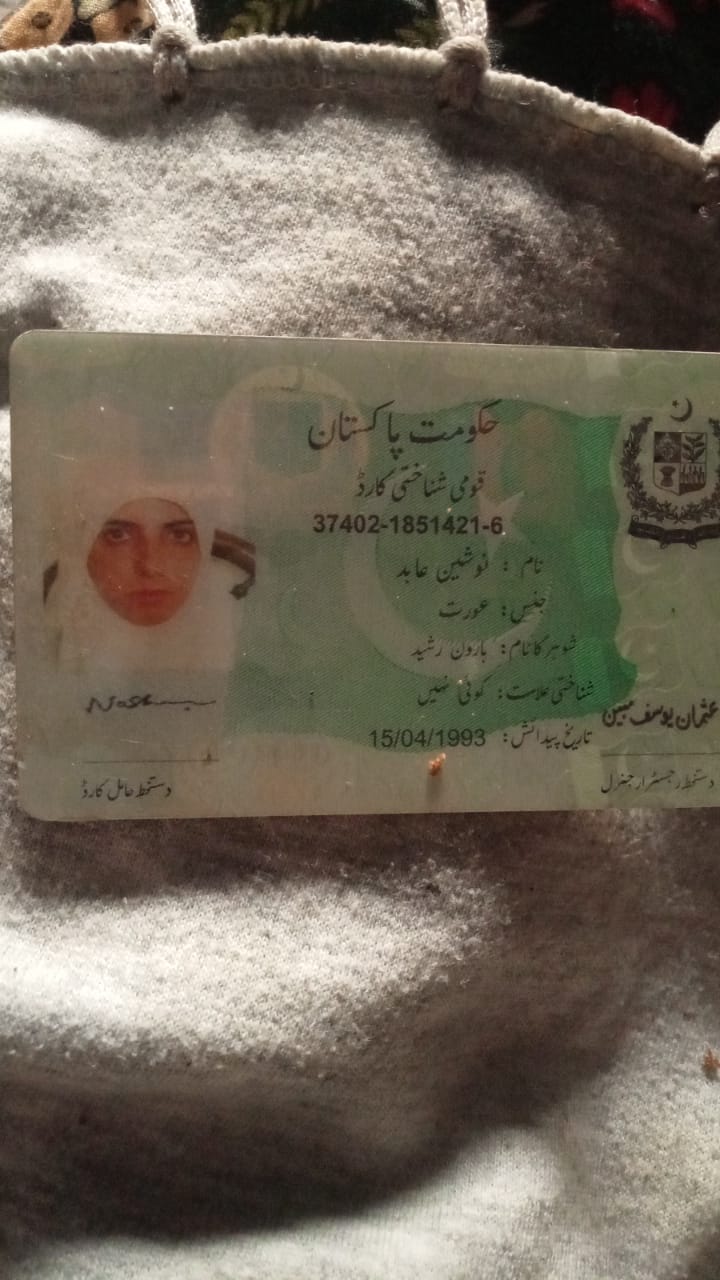 حکومت پاکستان
قومی شناختی کارڈ
37402-1851421-6
نام : نوشین عابد
جنس: عورت
شوہر کا نام: ہارون رشید
شناختی علامت: کوئی نہیں
تاریخ پیدائش: 15/04/1993
عثمان یوسف مبین
دستخط رجسٹرار جنرل
دستخط حامل کارڈ